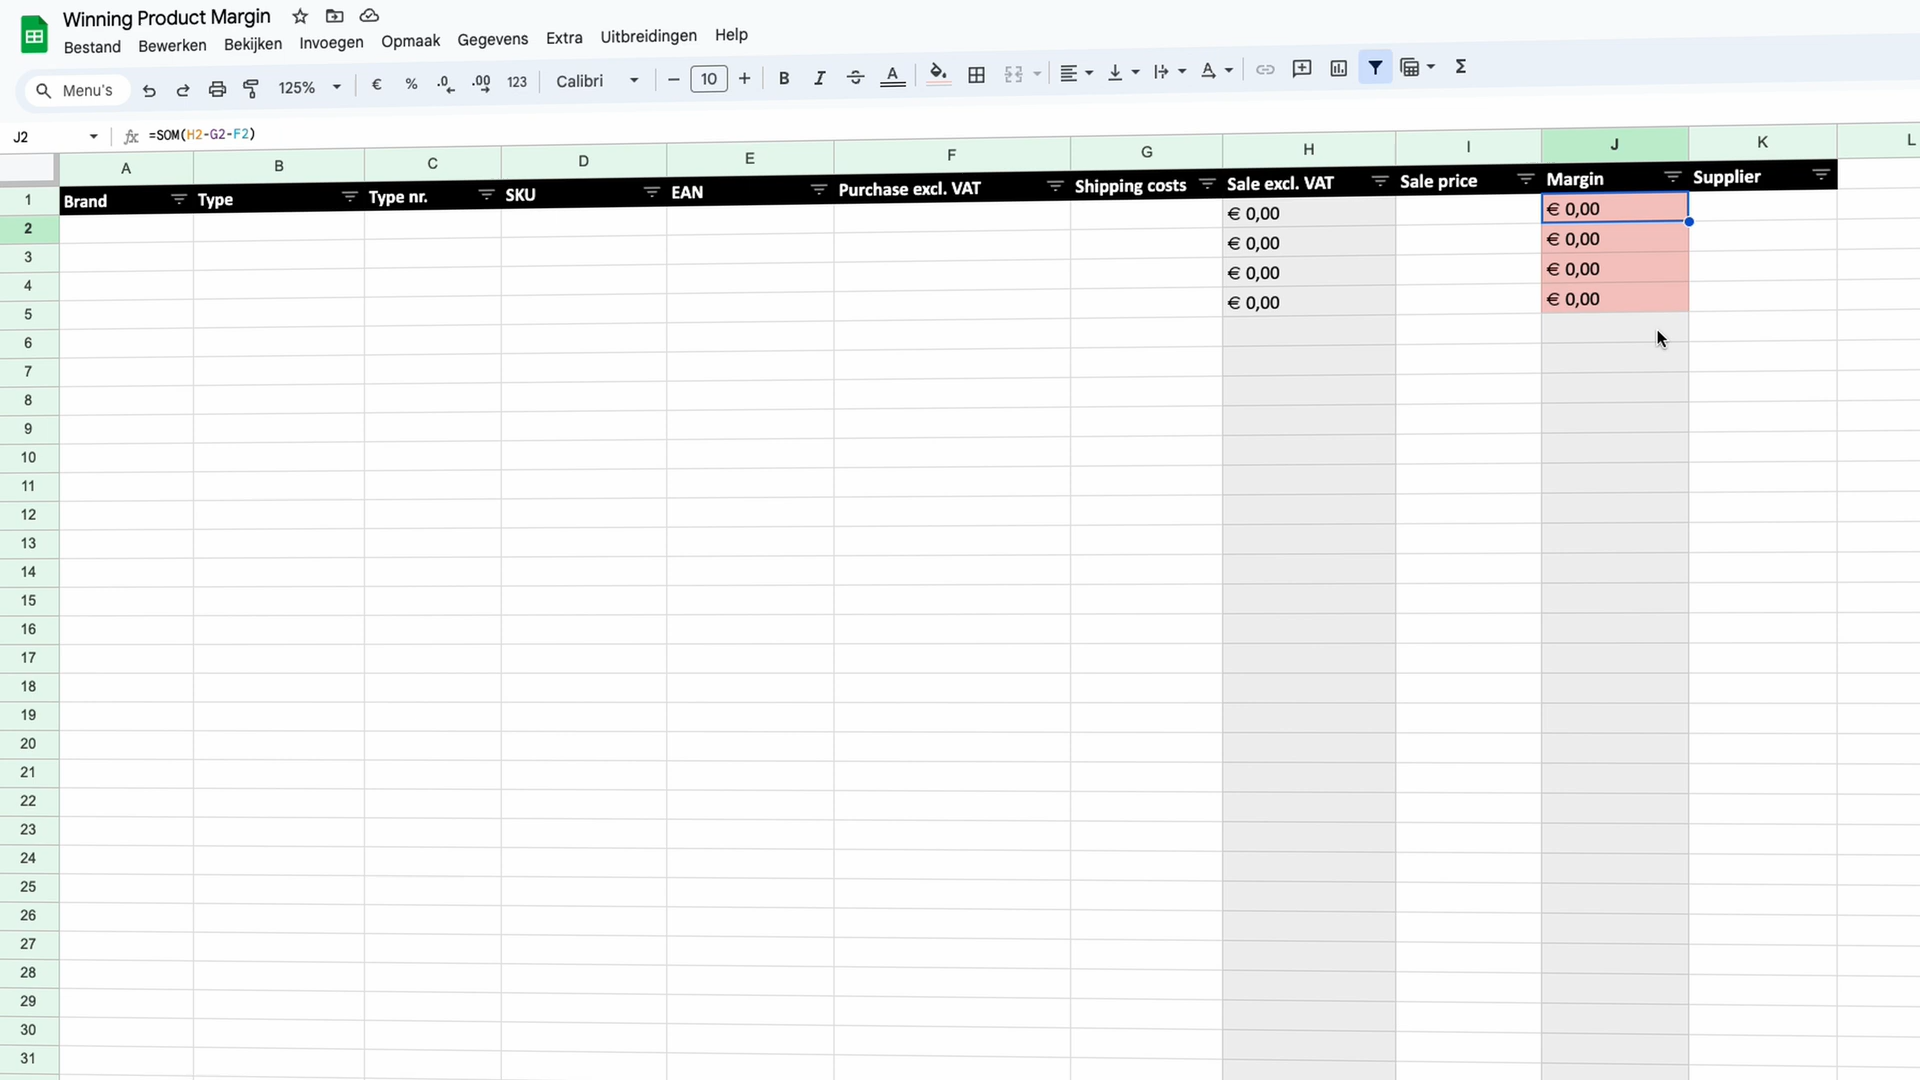 Winning Product Margin
Bestand Bewerken Bekijken Invoegen Opmaak Gegevens Extra Uitbreidingen Help
Menu's 125% € % .0 .00 123 Calibri 10 B I S A A Σ
J2 fx =SOM(H2-G2-F2)
A B C D E F G H I J K L
1 Brand Type Type nr. SKU EAN Purchase excl. VAT Shipping costs Sale excl. VAT Sale price Margin Supplier
2 € 0,00 € 0,00
3 € 0,00 € 0,00
4 € 0,00 € 0,00
5 € 0,00 € 0,00
6
7
8
9
10
11
12
13
14
15
16
17
18
19
20
21
22
23
24
25
26
27
28
29
30
31